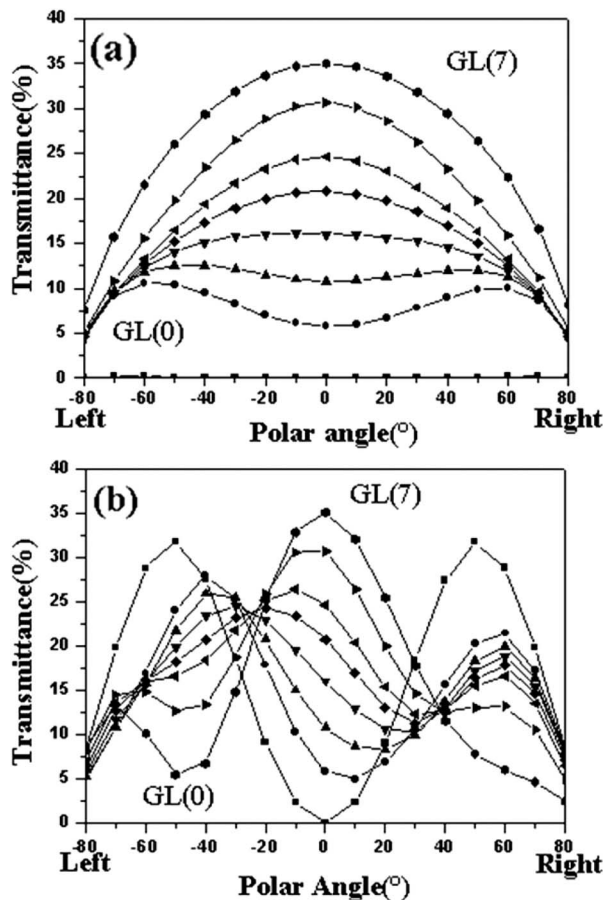 (a)
GL(7)
GL(0)
Transmittance(%)
40
35
30
25
20
15
10
5
0
-80 -60 -40 -20 0 20 40 60 80
Left Right
Polar angle(°)
(b)
GL(7)
GL(0)
Transmittance(%)
40
35
30
25
20
15
10
5
0
-80 -60 -40 -20 0 20 40 60 80
Left Right
Polar Angle(°)